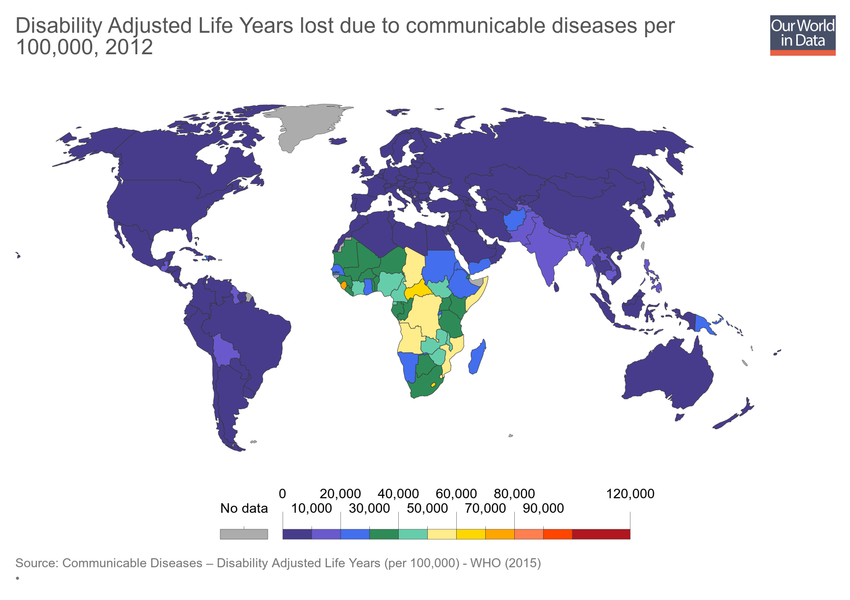 Disability Adjusted Life Years lost due to communicable diseases per
100,000, 2012
Our World
in Data
0 20,000 40,000 60,000 80,000 120,000
No data 10,000 30,000 50,000 70,000 90,000
Source: Communicable Diseases – Disability Adjusted Life Years (per 100,000) - WHO (2015)
•